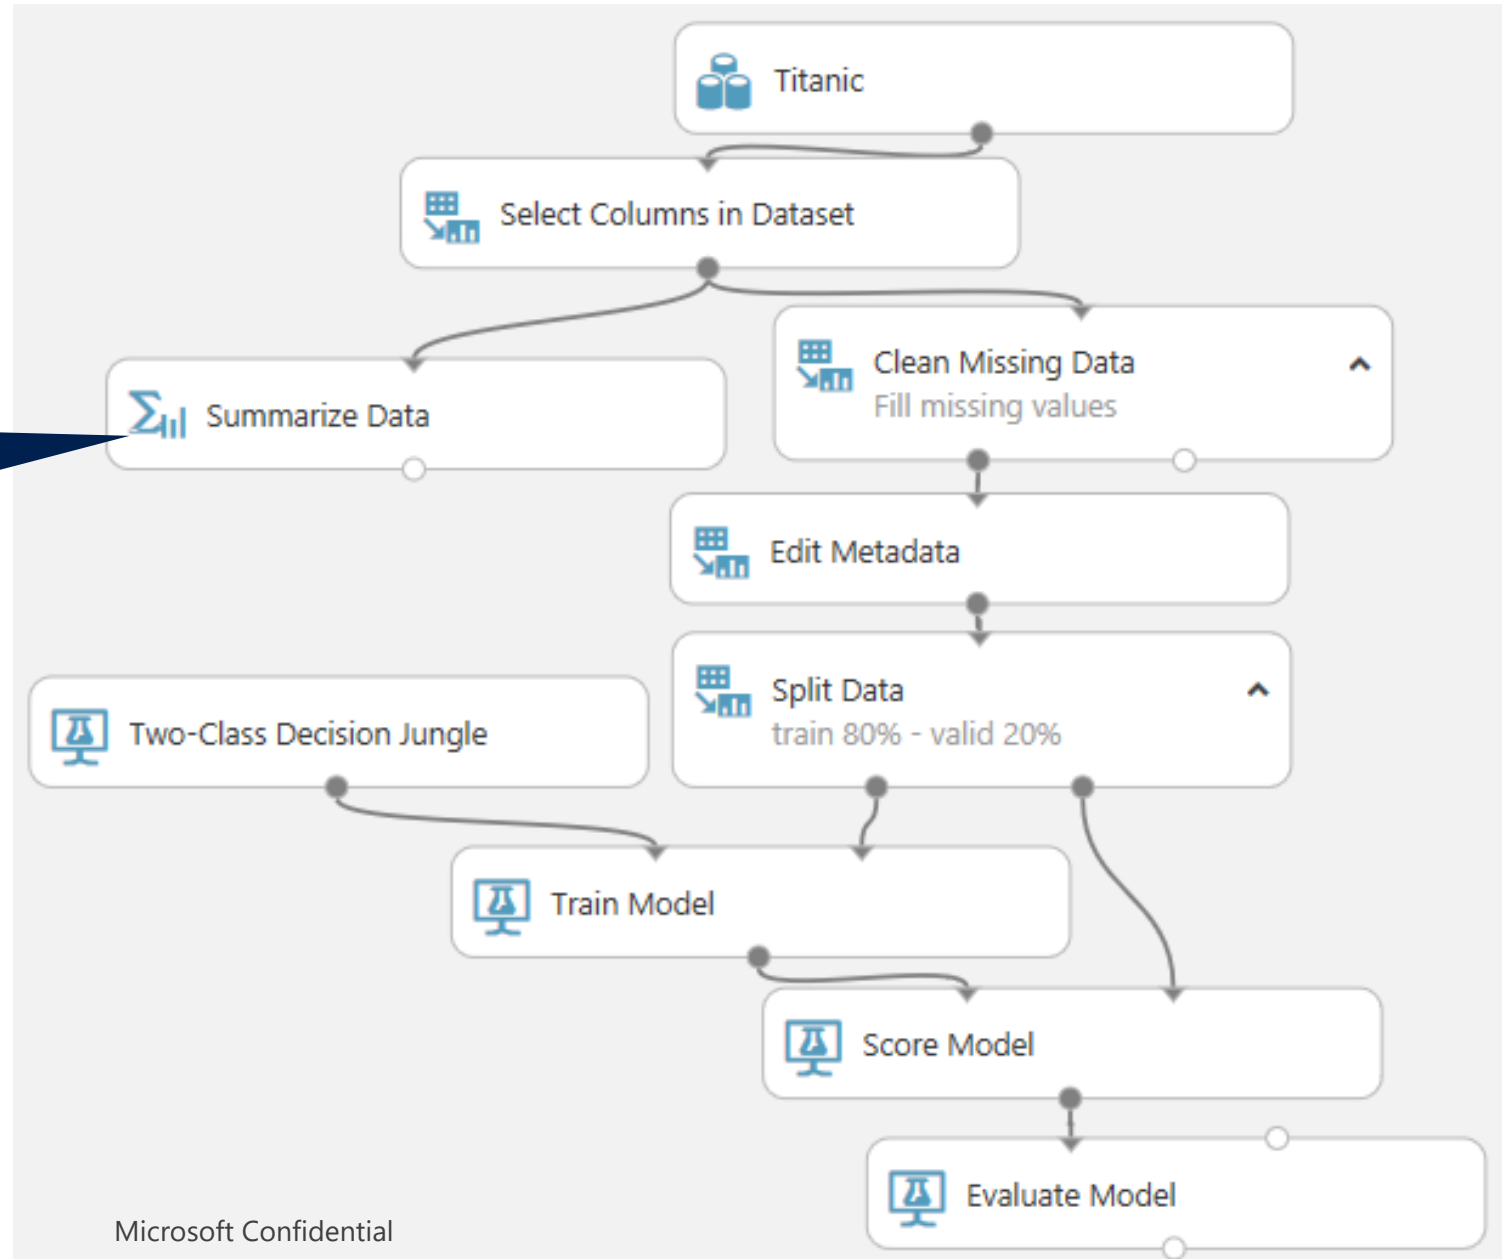 Titanic
Select Columns in Dataset
Clean Missing Data
Fill missing values
Summarize Data
Edit Metadata
Split Data
train 80% - valid 20%
Two-Class Decision Jungle
Train Model
Score Model
Evaluate Model
Microsoft Confidential